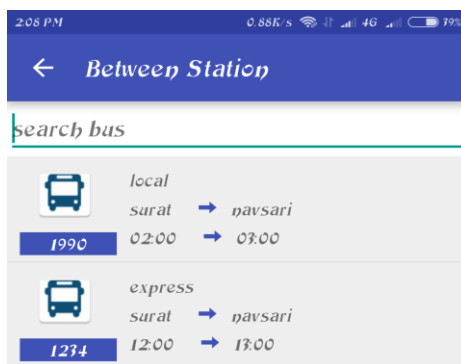 2:08 PM 0.88K/s 4G 79%
Between Station
search bus
local
surat navsari
1990 02:00 03:00
express
surat navsari
1234 12:00 13:00